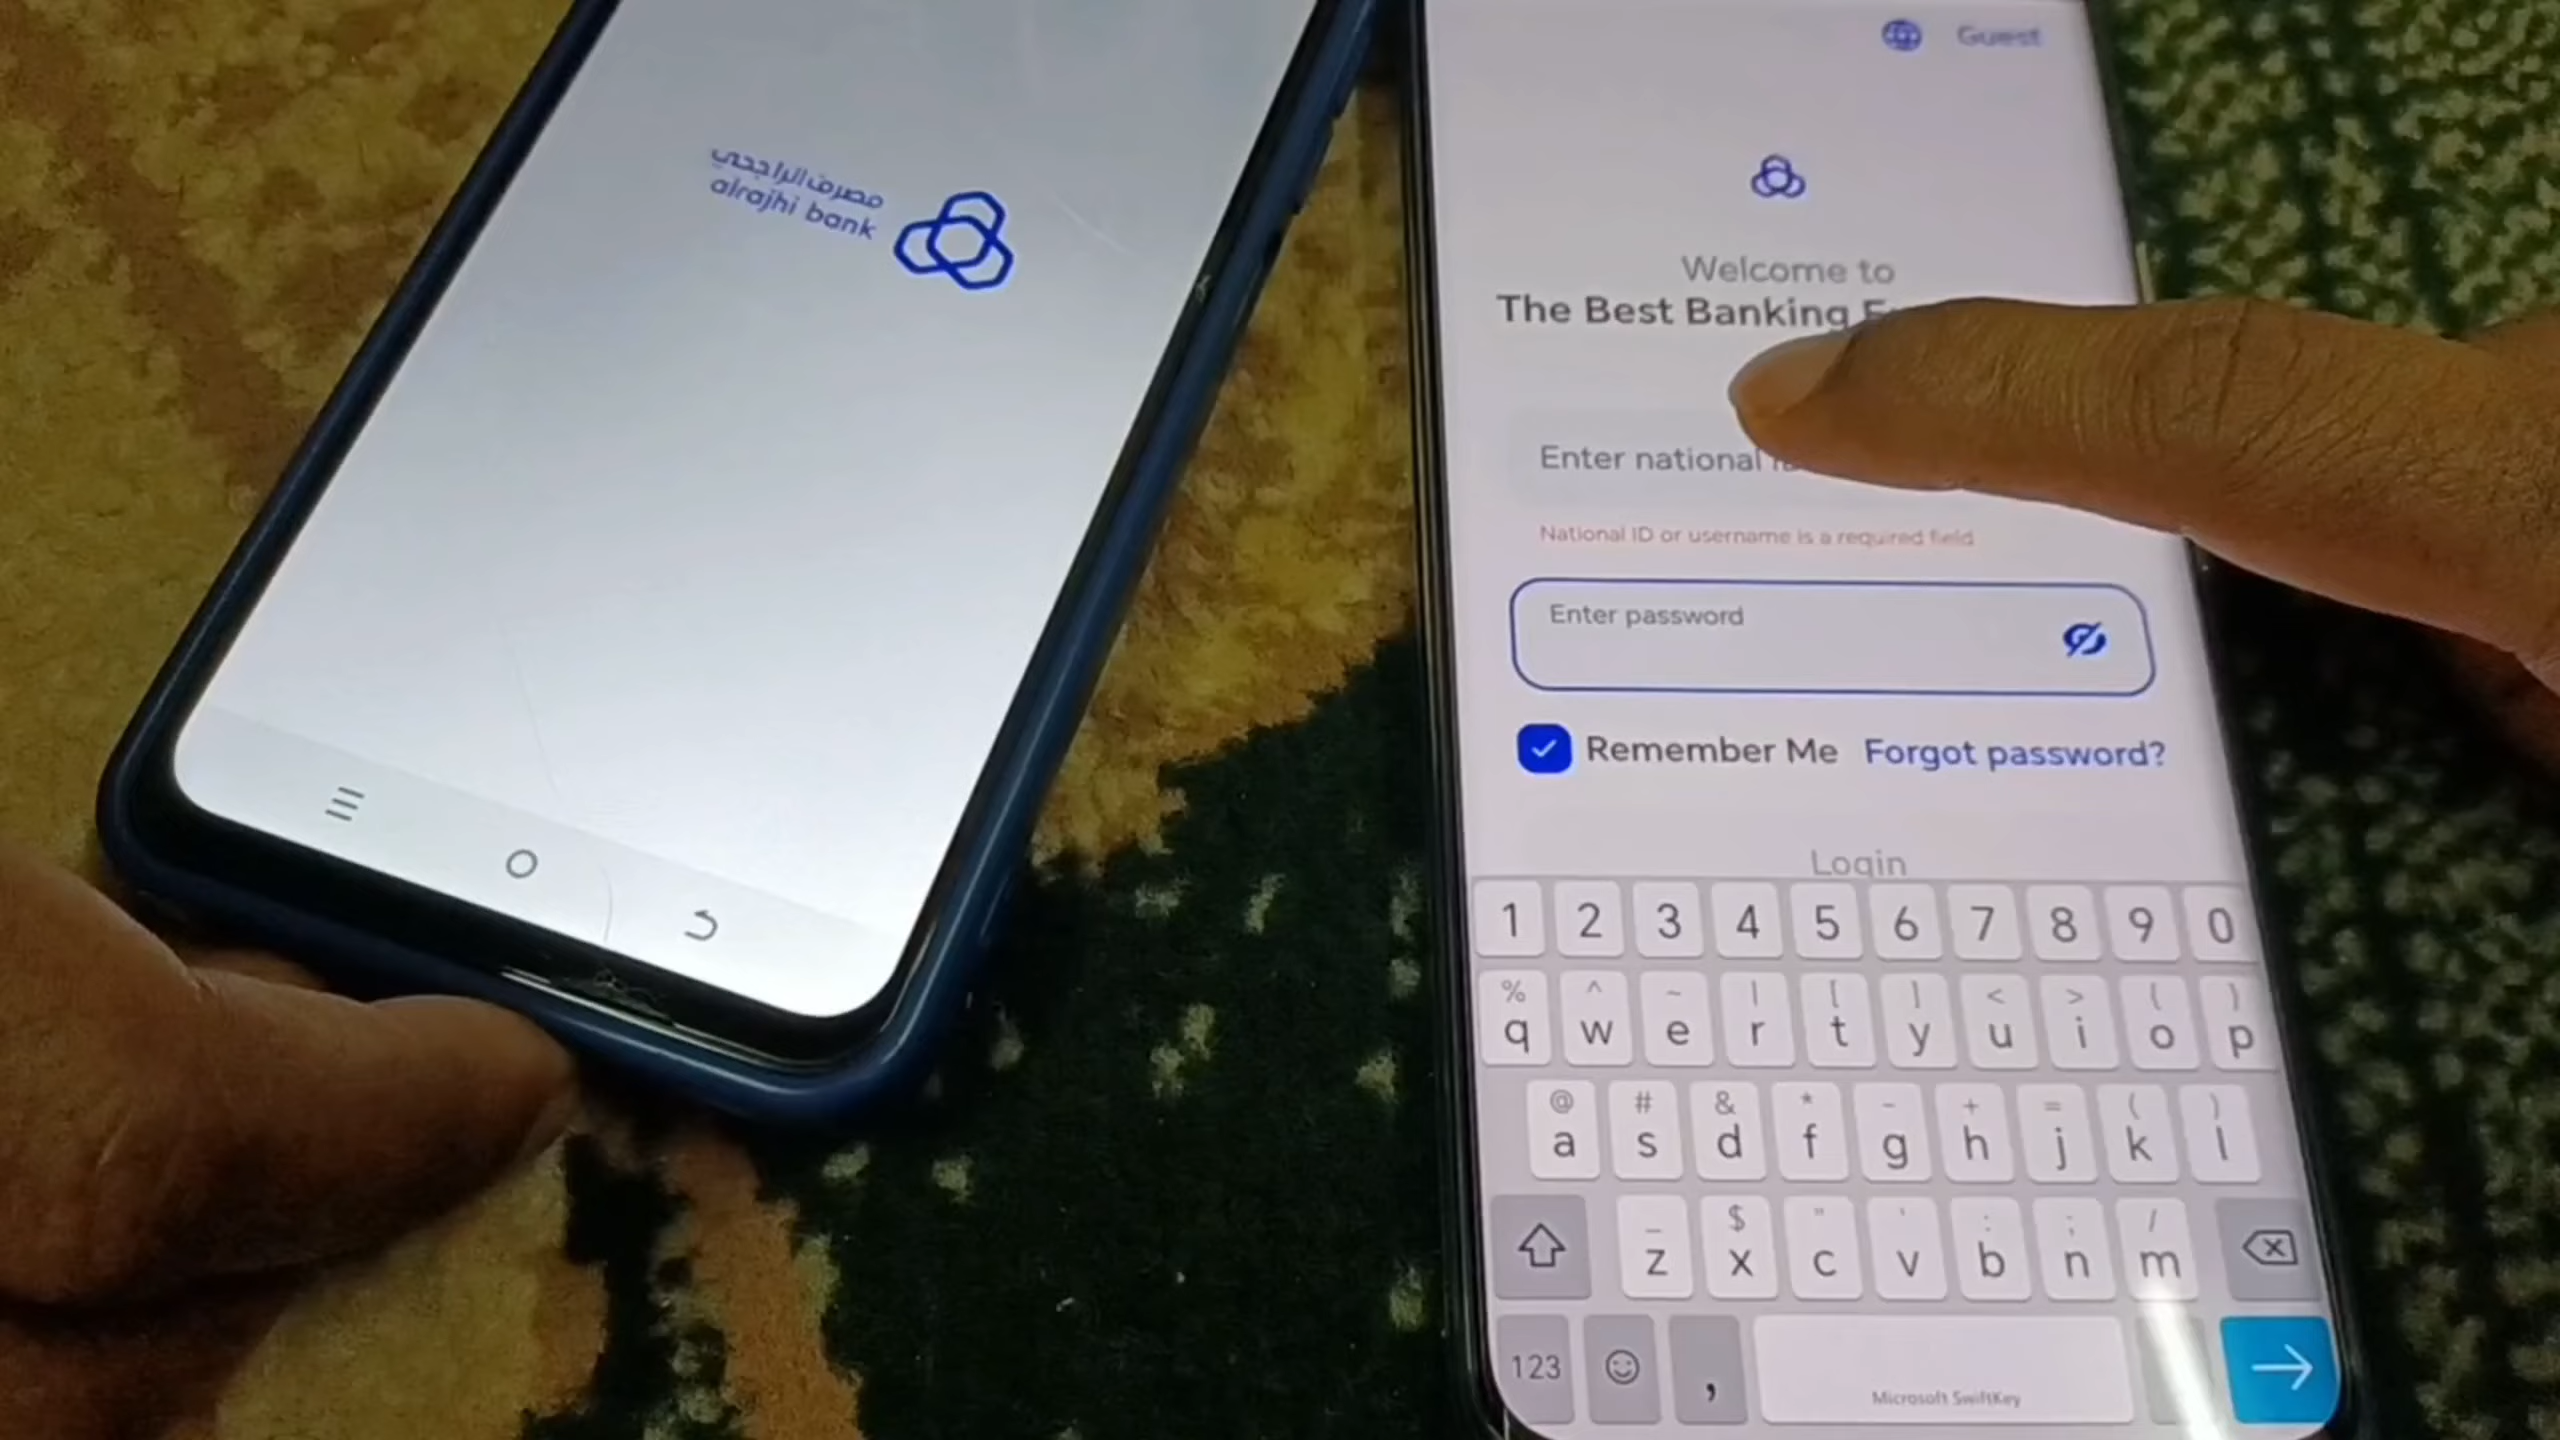 مصرف الراجحي
alrajhi bank
Guest
Welcome to
The Best Banking
Enter national
National ID or username is a required field
Enter password
Remember Me Forgot password?
Login
1 2 3 4 5 6 7 8 9 0
% ^ ~ | [ ] < > { }
q w e r t y u i o p
@ # & * - + = ( )
a s d f g h j k l
_ $ " ' : ; /
z x c v b n m
123 ,
Microsoft SwiftKey